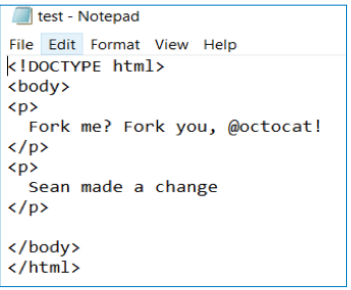 test - Notepad
File Edit Format View Help
<!DOCTYPE html>
<body>
<p>
  Fork me? Fork you, @octocat!
</p>
<p>
  Sean made a change
</p>

</body>
</html>